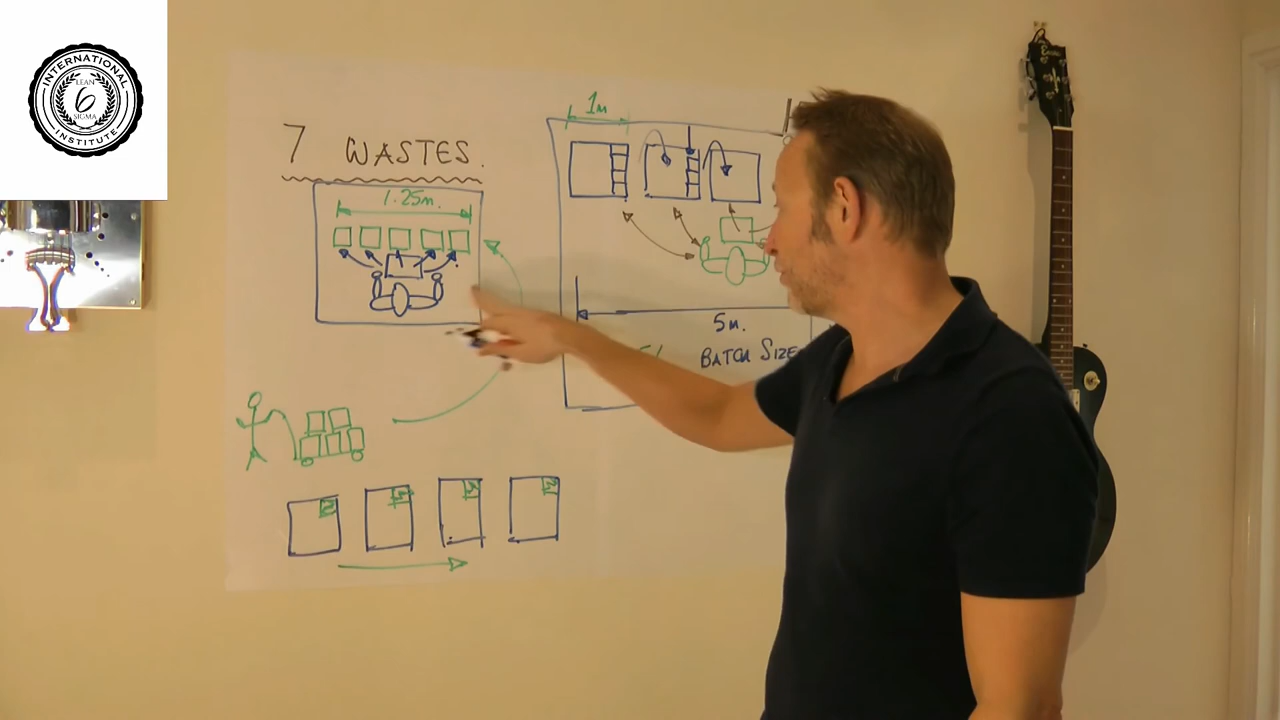 INTERNATIONAL
LEAN
6
SIGMA
INSTITUTE
7 WASTES.
1.25m.
1m
5m.
BATCH SIZE